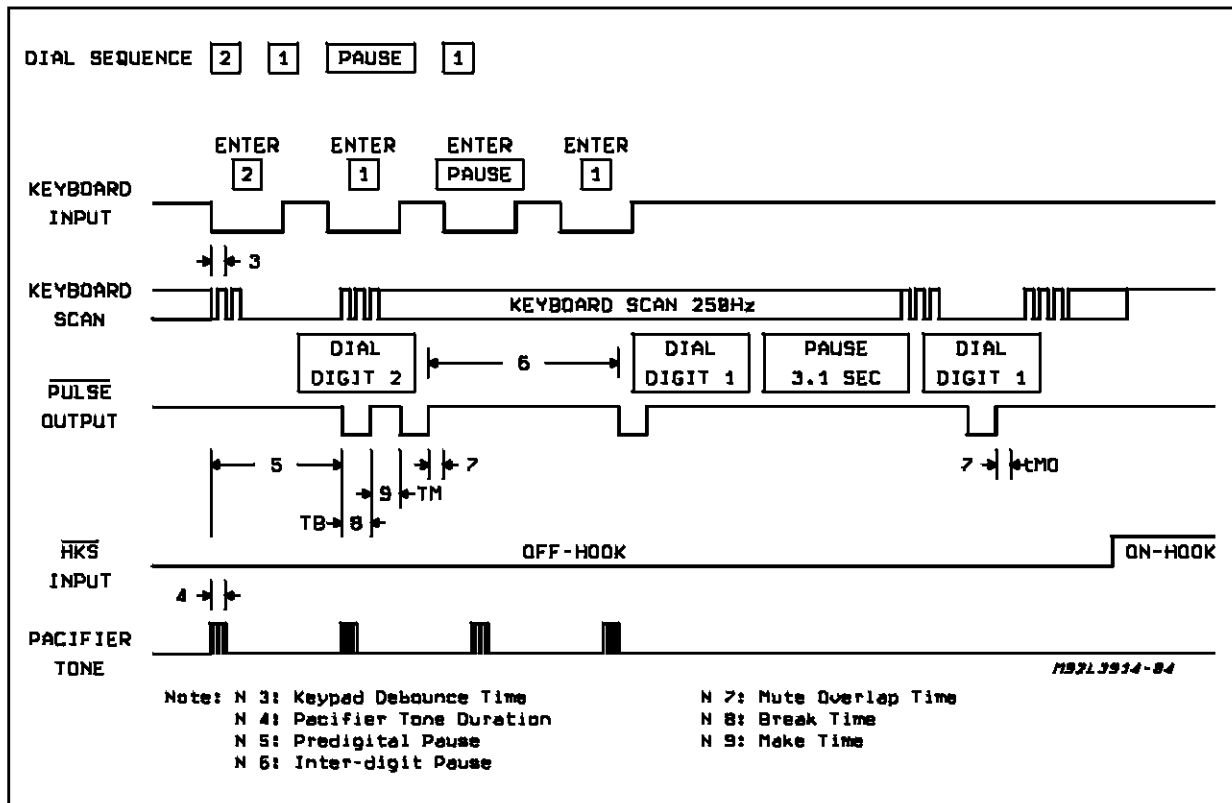 DIAL SEQUENCE 2 1 PAUSE 1
ENTER ENTER ENTER ENTER
2 1 PAUSE 1
KEYBOARD
INPUT
3
KEYBOARD
SCAN
KEYBOARD SCAN 250Hz
DIAL
DIGIT 2
6
DIAL
DIGIT 1
PAUSE
3.1 SEC
DIAL
DIGIT 1
PULSE
OUTPUT
5
7
7
tMO
9
TM
TB
8
HKS
INPUT
OFF-HOOK
ON-HOOK
4
PACIFIER
TONE
M92L3914-04
Note: N 3: Keypad Debounce Time
N 4: Pacifier Tone Duration
N 5: Predigital Pause
N 6: Inter-digit Pause
N 7: Mute Overlap Time
N 8: Break Time
N 9: Make Time